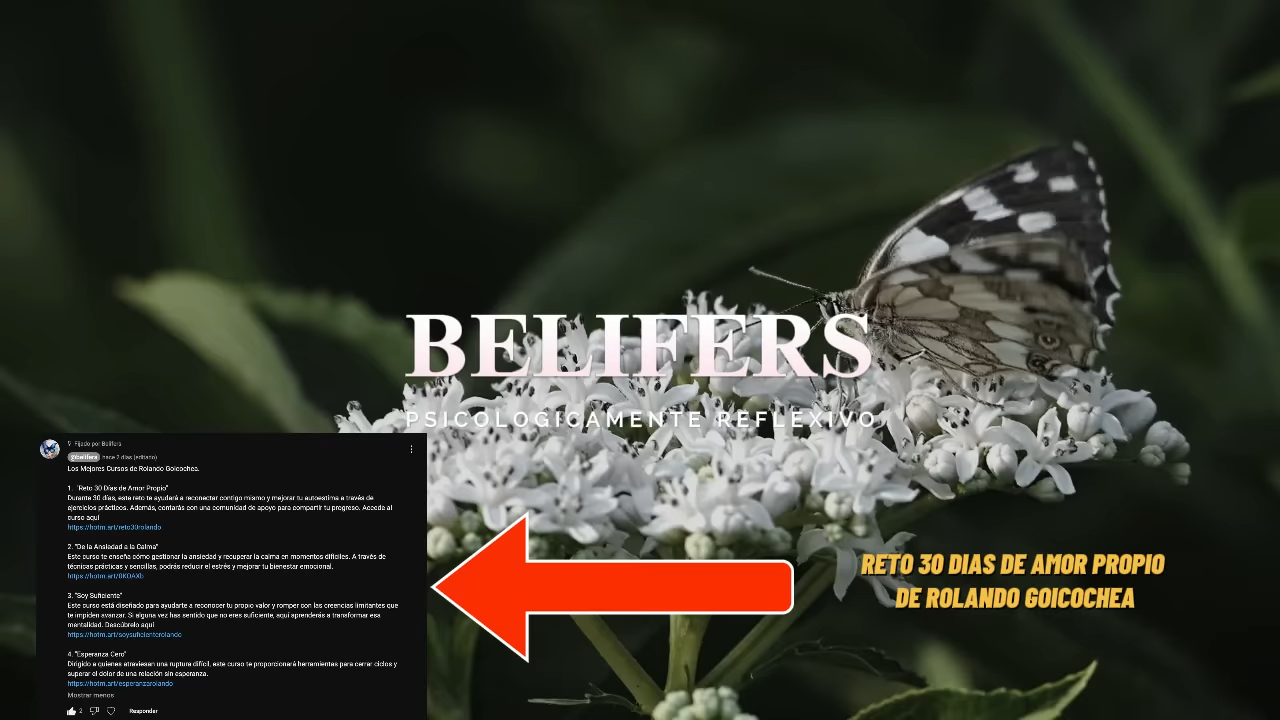 BELIFERS
PSICOLOGICAMENTE REFLEXIVO
Fijado por Belifers
@belifers hace 2 días (editado)
Los Mejores Cursos de Rolando Goicochea.
1. "Reto 30 Días de Amor Propio"
Durante 30 días, este reto te ayudará a reconectar contigo mismo y mejorar tu autoestima a través de
ejercicios prácticos. Además, contarás con una comunidad de apoyo para compartir tu progreso. Accede al
curso aquí
https://hotm.art/reto30rolando
2. "De la Ansiedad a la Calma"
Este curso te enseña cómo gestionar la ansiedad y recuperar la calma en momentos difíciles. A través de
técnicas prácticas y sencillas, podrás reducir el estrés y mejorar tu bienestar emocional.
https://hotm.art/0KOAXb
3. "Soy Suficiente"
Este curso está diseñado para ayudarte a reconocer tu propio valor y romper con las creencias limitantes que
te impiden avanzar. Si alguna vez has sentido que no eres suficiente, aquí aprenderás a transformar esa
mentalidad. Descúbrelo aquí
https://hotm.art/soysuficienterolando
4. "Esperanza Cero"
Dirigido a quienes atraviesan una ruptura difícil, este curso te proporcionará herramientas para cerrar ciclos y
superar el dolor de una relación sin esperanza.
https://hotm.art/esperanzarolando
Mostrar menos
2 Responder
RETO 30 DIAS DE AMOR PROPIO
DE ROLANDO GOICOCHEA